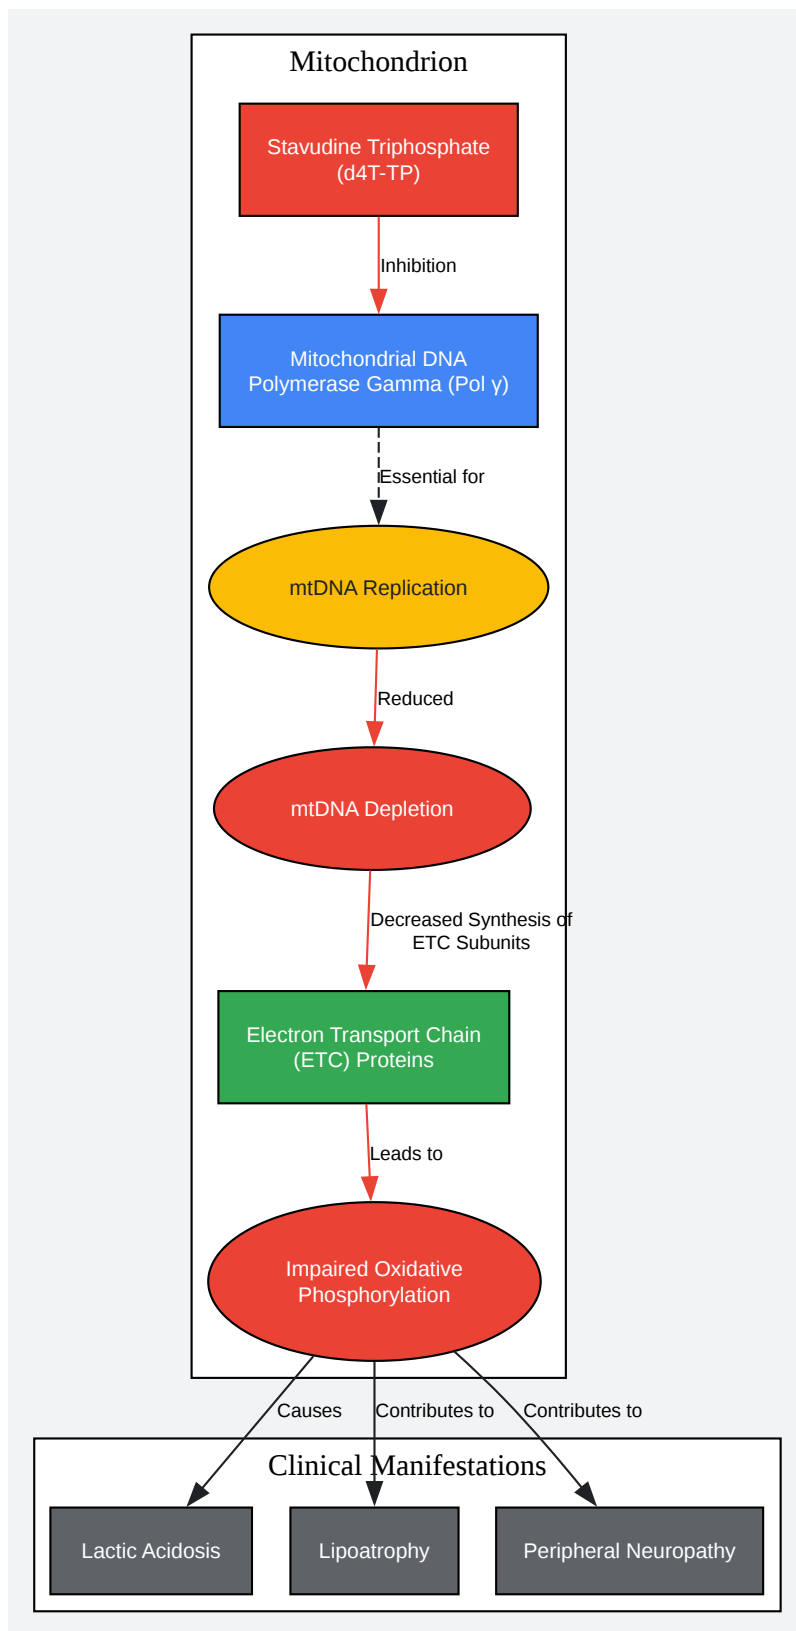 Mitochondrion
Stavudine Triphosphate
(d4T-TP)
Inhibition
Mitochondrial DNA
Polymerase Gamma (Pol γ)
Essential for
mtDNA Replication
Reduced
mtDNA Depletion
Decreased Synthesis of
ETC Subunits
Electron Transport Chain
(ETC) Proteins
Leads to
Impaired Oxidative
Phosphorylation
Causes
Contributes to
Contributes to
Clinical Manifestations
Lactic Acidosis
Lipoatrophy
Peripheral Neuropathy